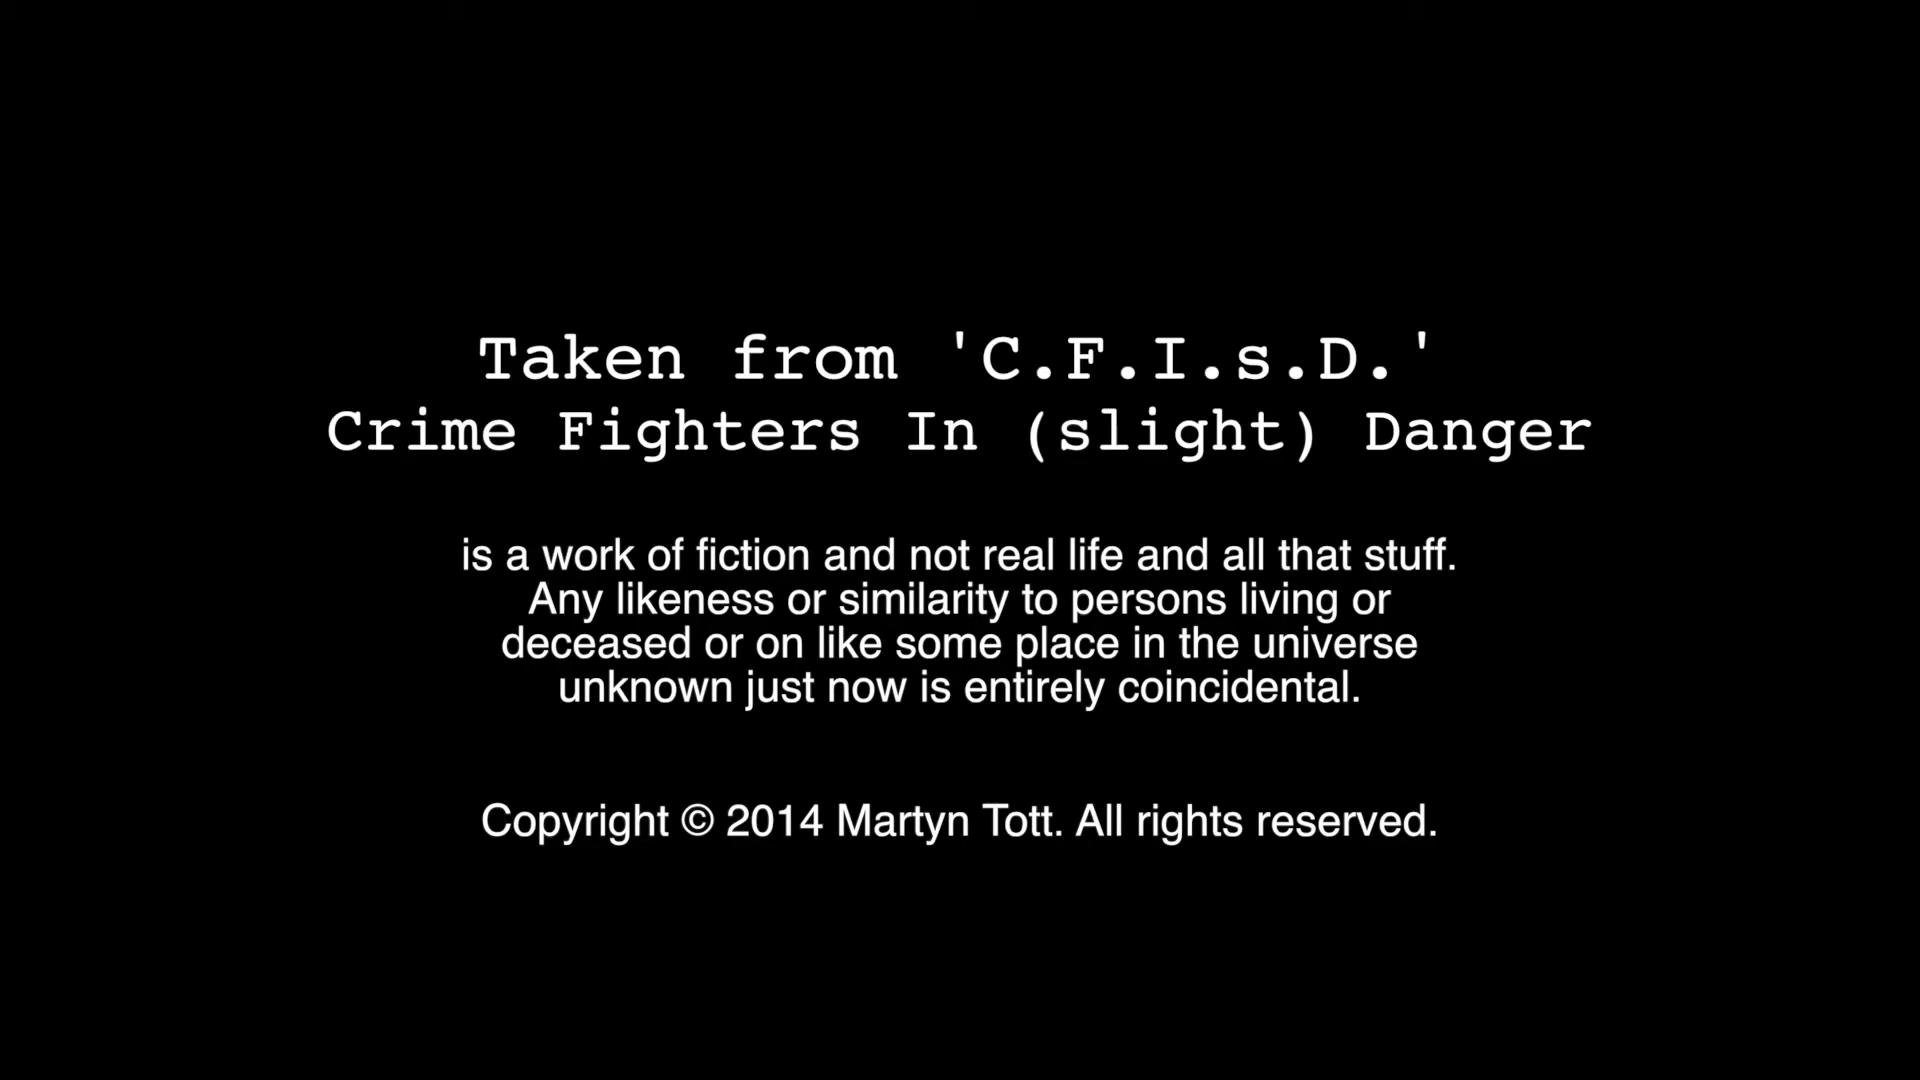 Taken from 'C.F.I.s.D.'
Crime Fighters In (slight) Danger
is a work of fiction and not real life and all that stuff.
Any likeness or similarity to persons living or
deceased or on like some place in the universe
unknown just now is entirely coincidental.
Copyright © 2014 Martyn Tott. All rights reserved.